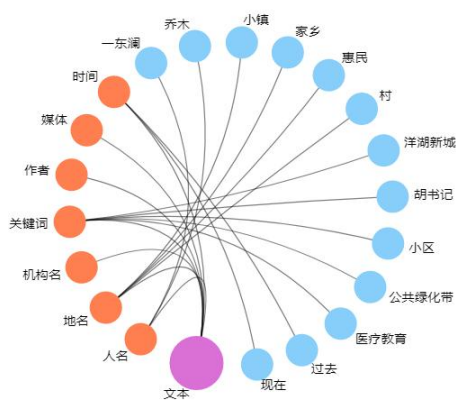 乔木
小镇
一东澜
家乡
惠民
时间
村
媒体
洋湖新城
作者
胡书记
关键词
小区
机构名
公共绿化带
地名
医疗教育
人名
过去
现在
文本